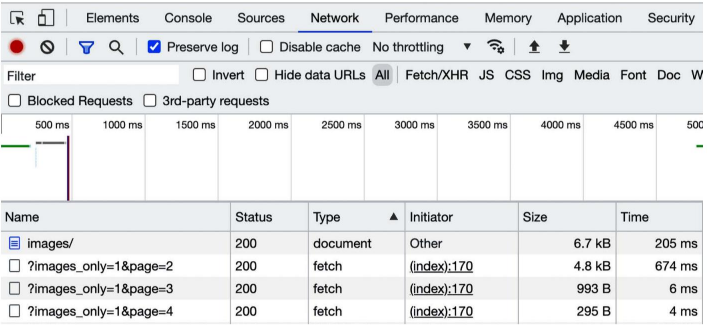 Elements Console Sources Network Performance Memory Application Security
Preserve log Disable cache No throttling
Filter Invert Hide data URLs All Fetch/XHR JS CSS Img Media Font Doc W
Blocked Requests 3rd-party requests
500 ms 1000 ms 1500 ms 2000 ms 2500 ms 3000 ms 3500 ms 4000 ms 4500 ms 500
Name Status Type ▲ Initiator Size Time
images/ 200 document Other 6.7 kB 205 ms
?images_only=1&page=2 200 fetch (index):170 4.8 kB 674 ms
?images_only=1&page=3 200 fetch (index):170 993 B 6 ms
?images_only=1&page=4 200 fetch (index):170 295 B 4 ms